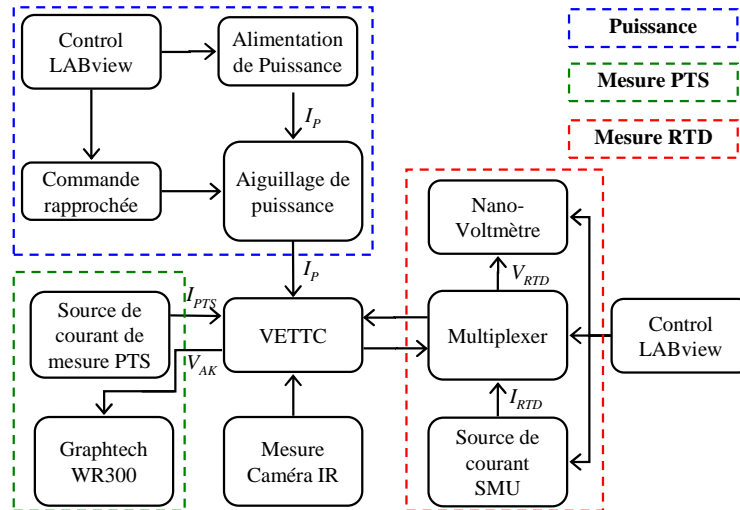 Control
LABview
Alimentation
de Puissance
Puissance
Mesure PTS
Mesure RTD
I_P
Commande
rapprochée
Aiguillage de
puissance
Nano-
Voltmètre
I_P
V_RTD
Source de
courant de
mesure PTS
I_PTS
VETTC
Multiplexer
Control
LABview
V_AK
I_RTD
Graphtech
WR300
Mesure
Caméra IR
Source de
courant
SMU